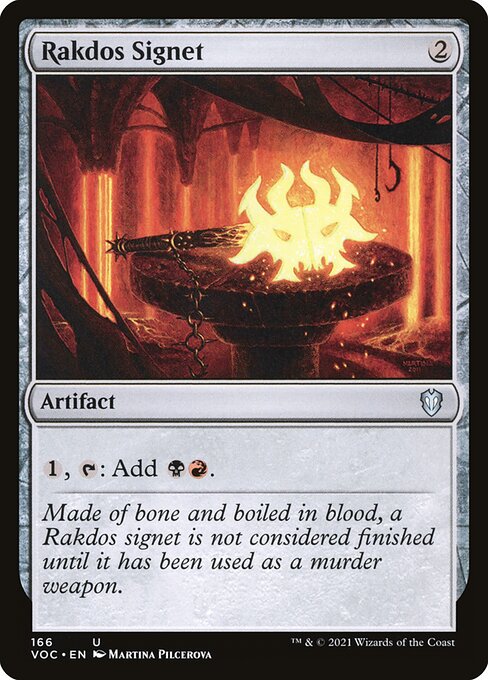 Rakdos Signet 2
MARTINA
2011
Artifact
1, : Add .
Made of bone and boiled in blood, a
Rakdos signet is not considered finished
until it has been used as a murder
weapon.
166 U
VOC • EN MARTINA PILCEROVA
™ & © 2021 Wizards of the Coast